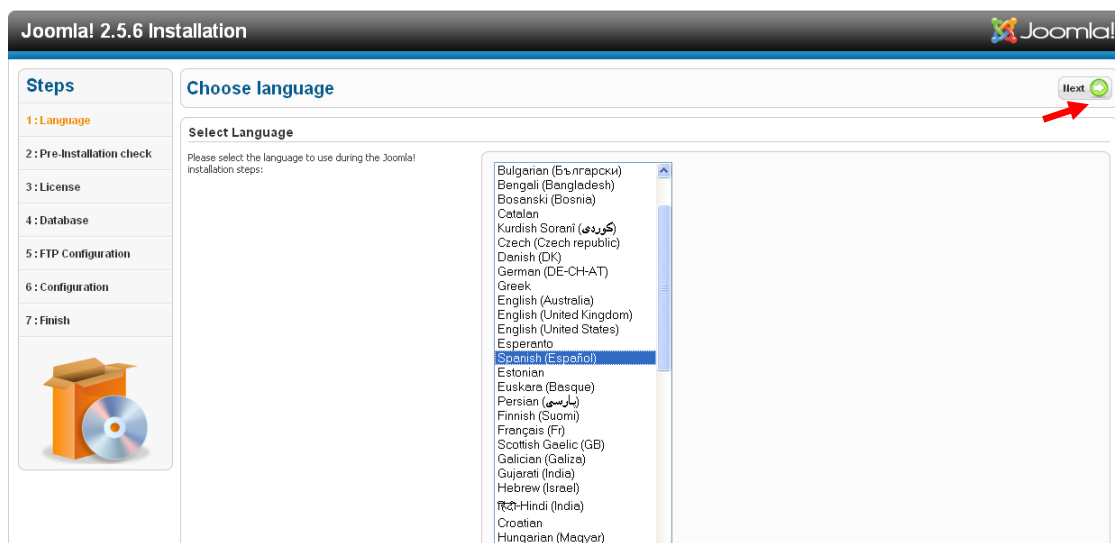 Joomla! 2.5.6 Installation
Joomla!
Steps
1 : Language
2 : Pre-Installation check
3 : License
4 : Database
5 : FTP Configuration
6 : Configuration
7 : Finish
Choose language
Next
Select Language
Please select the language to use during the Joomla!
installation steps:
Bulgarian (Български)
Bengali (Bangladesh)
Bosanski (Bosnia)
Catalan
Kurdish Soranî (کوردی)
Czech (Czech republic)
Danish (DK)
German (DE-CH-AT)
Greek
English (Australia)
English (United Kingdom)
English (United States)
Esperanto
Spanish (Español)
Estonian
Euskara (Basque)
Persian (پارسی)
Finnish (Suomi)
Français (Fr)
Scottish Gaelic (GB)
Galician (Galiza)
Gujarati (India)
Hebrew (Israel)
हिंदी-Hindi (India)
Croatian
Hungarian (Magyar)